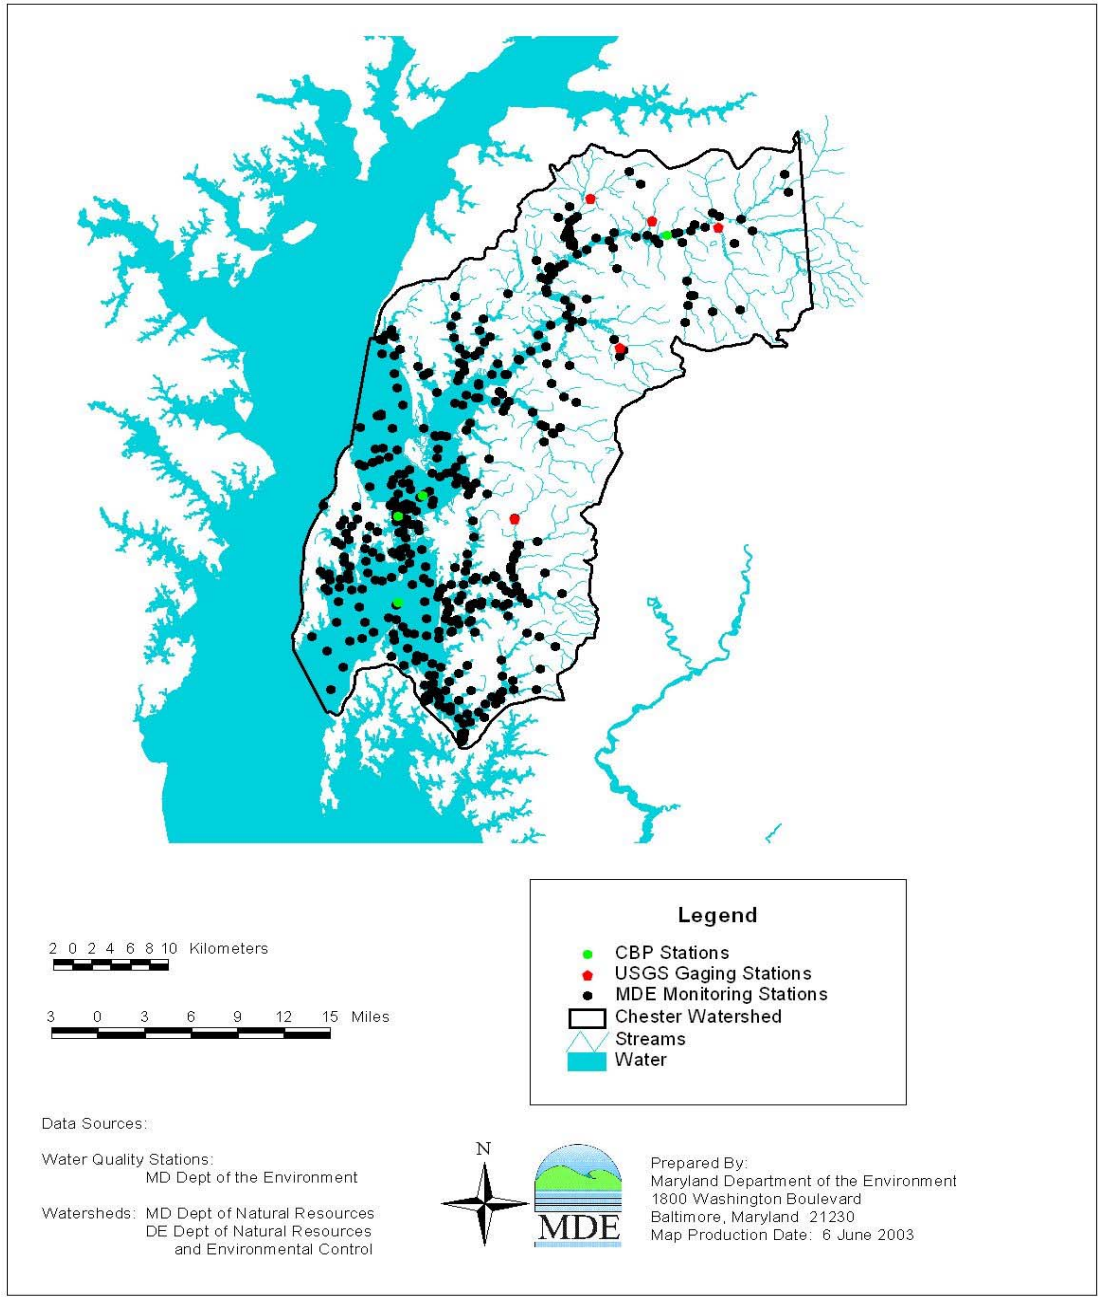 Legend
CBP Stations
USGS Gaging Stations
MDE Monitoring Stations
Chester Watershed
Streams
Water
2 0 2 4 6 8 10 Kilometers
3 0 3 6 9 12 15 Miles
Data Sources:
Water Quality Stations:
MD Dept of the Environment
Watersheds: MD Dept of Natural Resources
DE Dept of Natural Resources
and Environmental Control
N
MDE
Prepared By:
Maryland Department of the Environment
1800 Washington Boulevard
Baltimore, Maryland 21230
Map Production Date: 6 June 2003